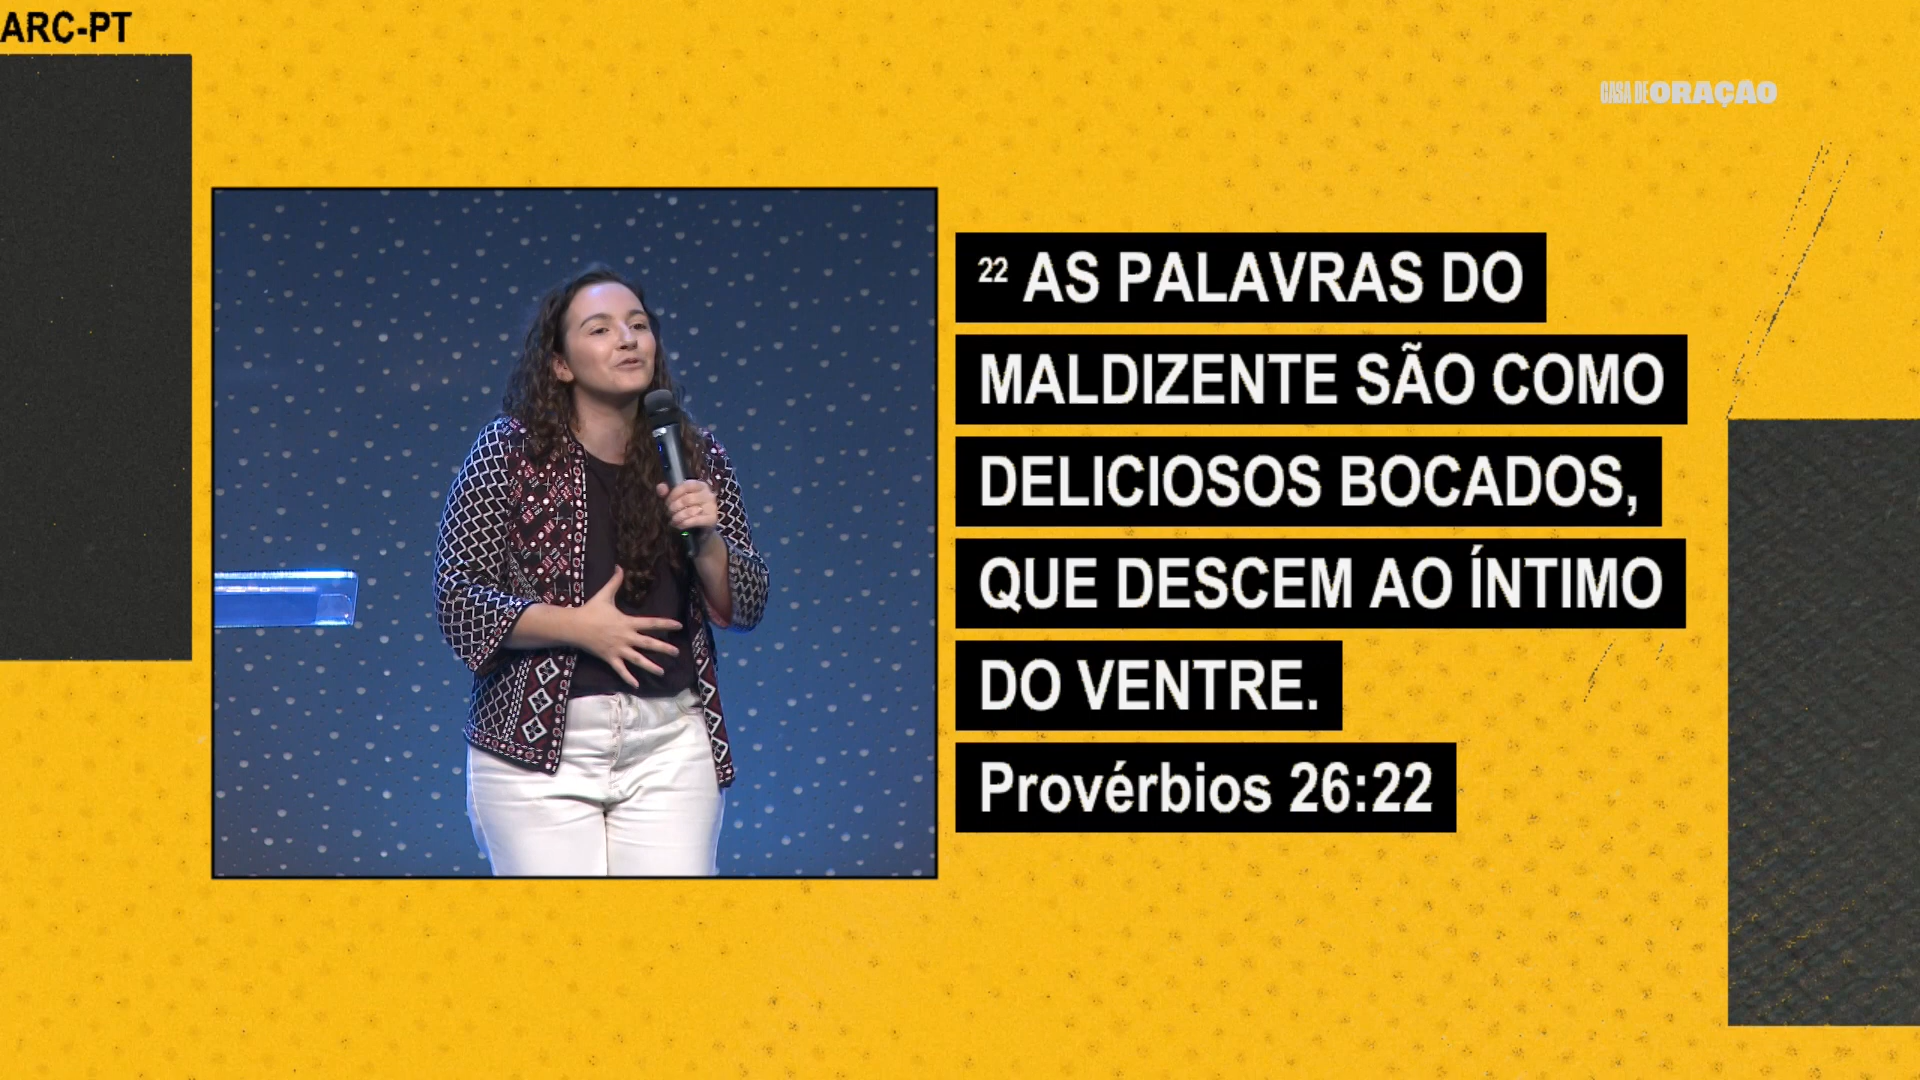 ARC-PT
CASA DE ORAÇÃO
22 AS PALAVRAS DO
MALDIZENTE SÃO COMO
DELICIOSOS BOCADOS,
QUE DESCEM AO ÍNTIMO
DO VENTRE.
Provérbios 26:22